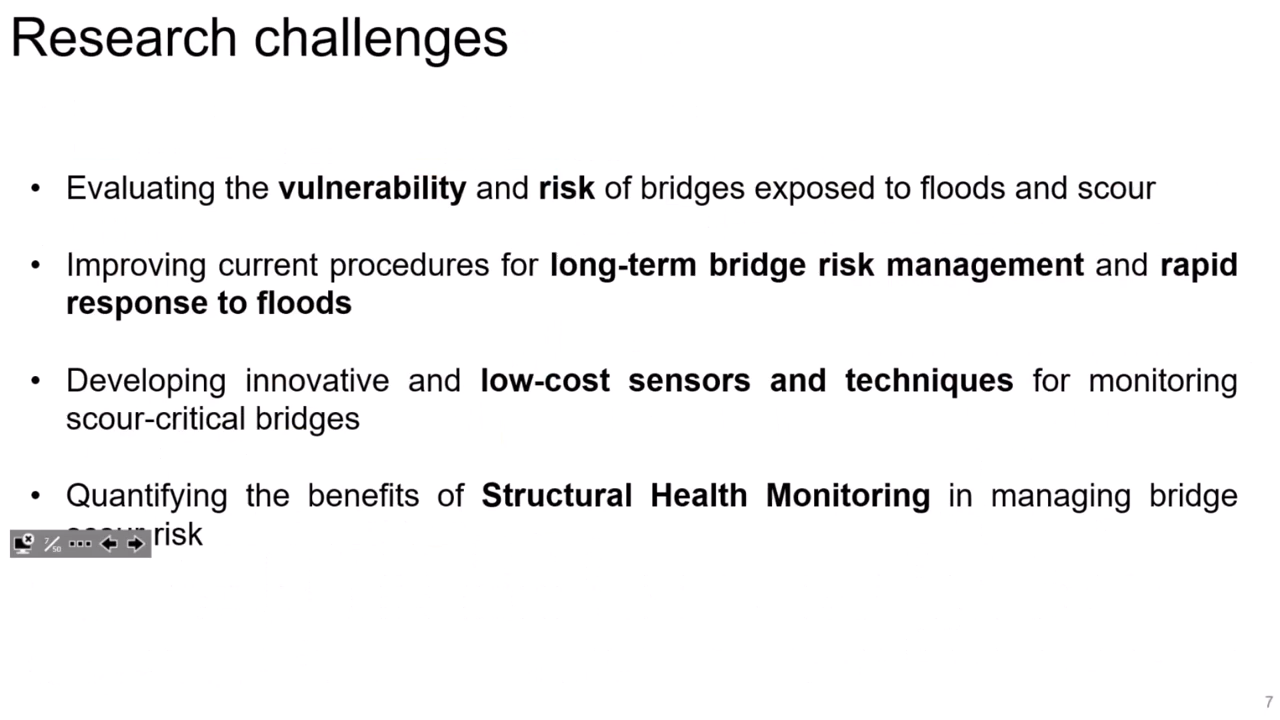 Research challenges
• Evaluating the vulnerability and risk of bridges exposed to floods and scour
• Improving current procedures for long-term bridge risk management and rapid
response to floods
• Developing innovative and low-cost sensors and techniques for monitoring
scour-critical bridges
• Quantifying the benefits of Structural Health Monitoring in managing bridge
scour risk
7/50
7